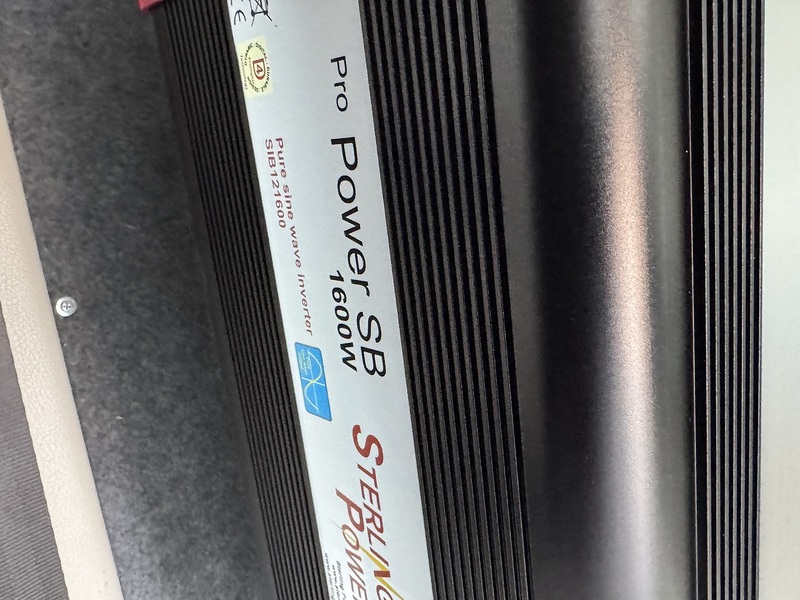 Pro Power SB
1600W
Pure sine wave inverter
SIB121600
STERLING
POWER